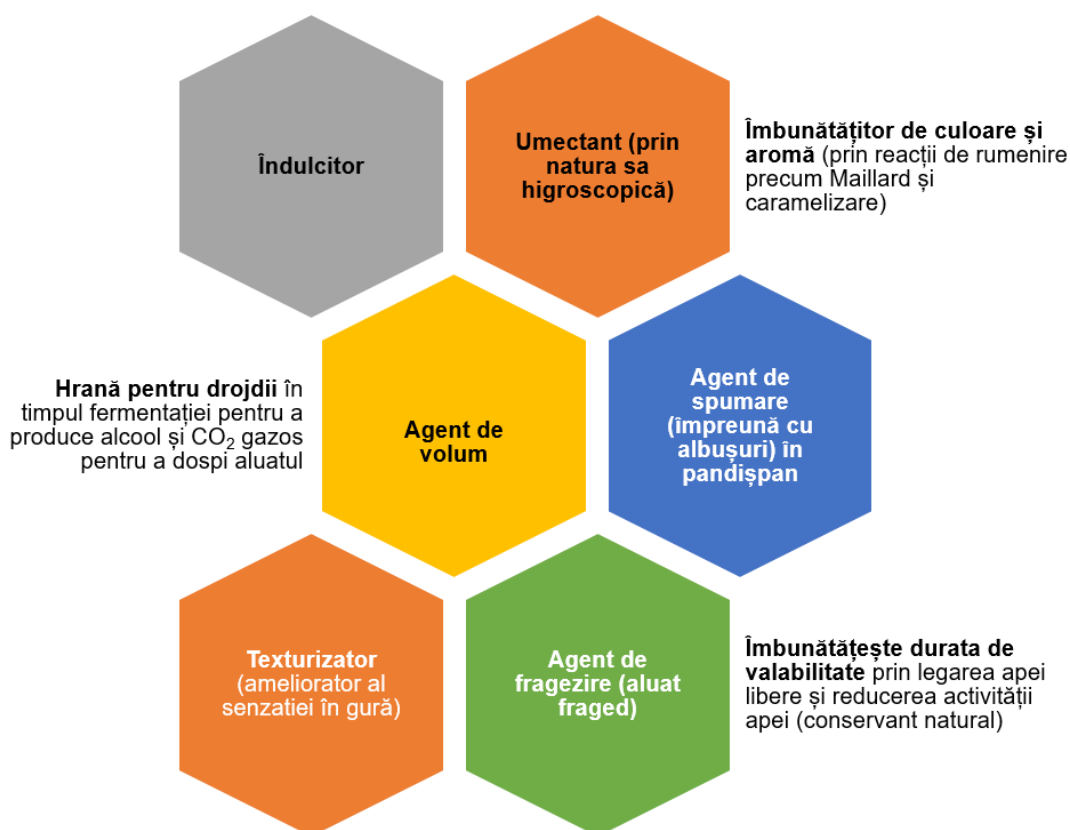 Îndulcitor
Umectant (prin
natura sa
higroscopică)
Îmbunătățitor de culoare și
aromă (prin reacții de rumenire
precum Maillard și
caramelizare)
Hrană pentru drojdii în
timpul fermentației pentru a
produce alcool și CO₂ gazos
pentru a dospi aluatul
Agent de
volum
Agent de
spumare
(împreună cu
albușuri) în
pandișpan
Texturizator
(ameliorator al
senzatiei în gură)
Agent de
fragezire (aluat
fraged)
Îmbunătățește durata de
valabilitate prin legarea apei
libere și reducerea activității
apei (conservant natural)